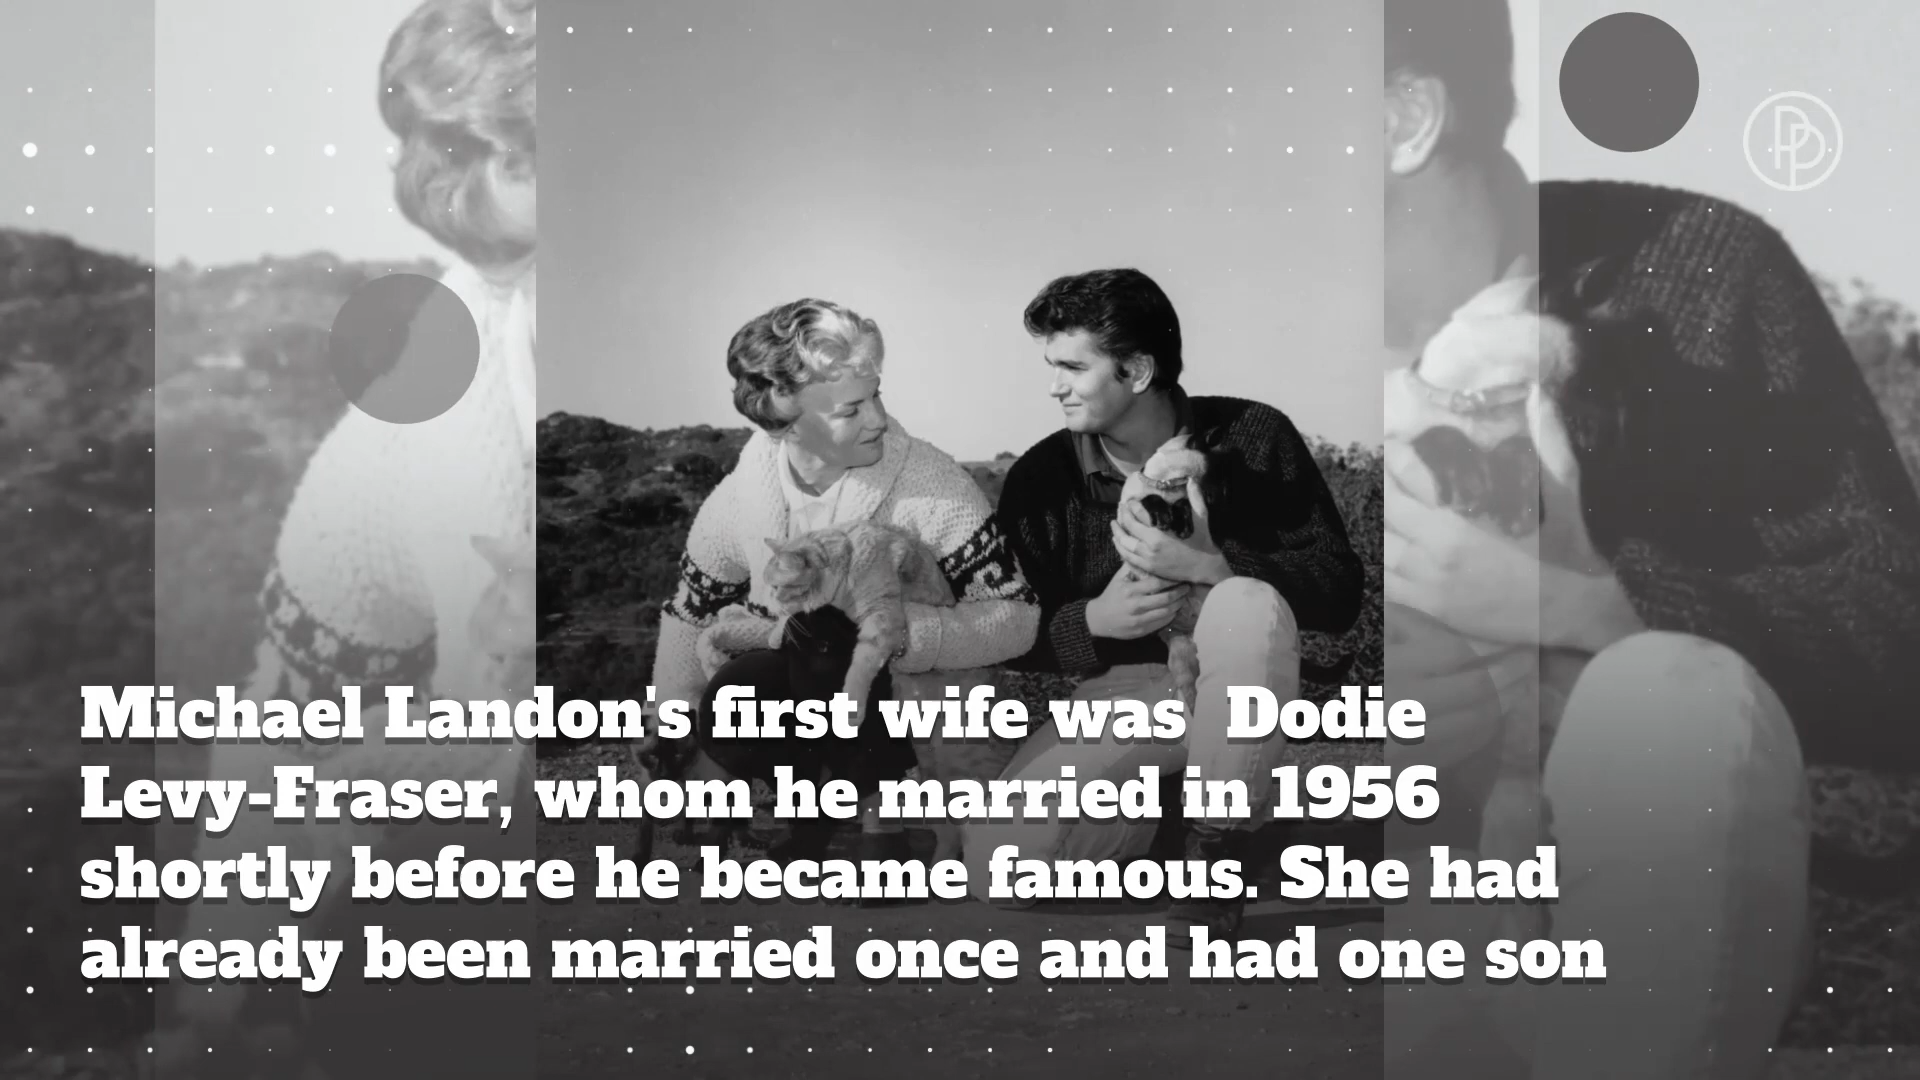 Michael Landon's first wife was  Dodie
Levy-Fraser, whom he married in 1956
shortly before he became famous. She had
already been married once and had one son